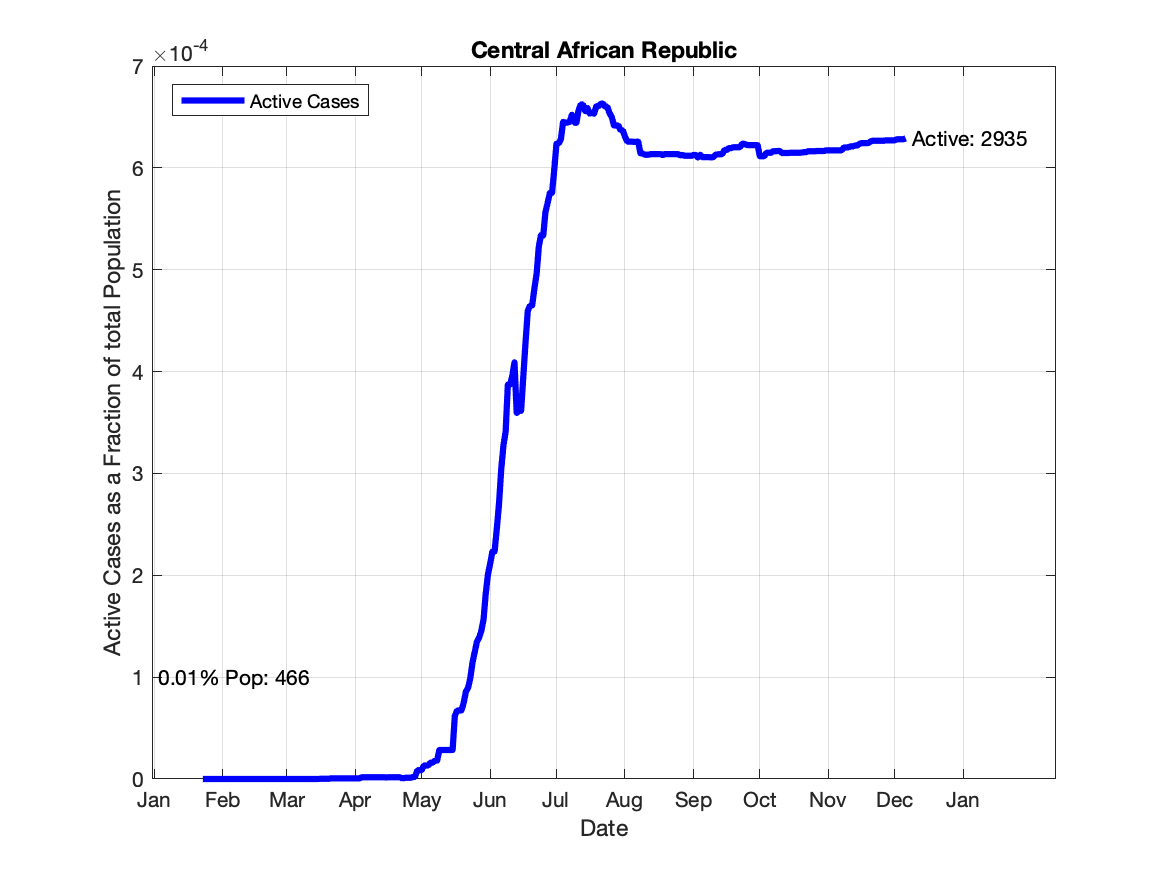 Central African Republic
×10-4
Active Cases
7
6
5
4
3
2
1
0
Active: 2935
0.01% Pop: 466
Active Cases as a Fraction of total Population
Jan Feb Mar Apr May Jun Jul Aug Sep Oct Nov Dec Jan
Date